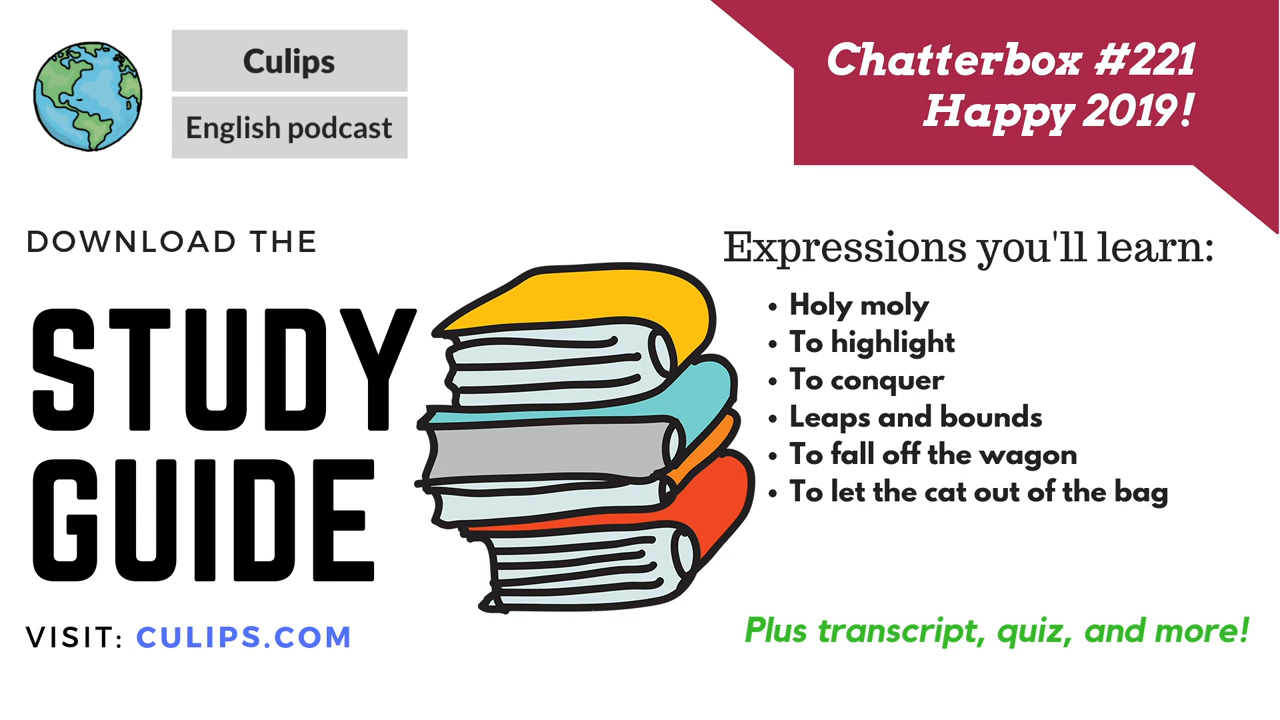 Culips
English podcast
Chatterbox #221
Happy 2019!
DOWNLOAD THE
STUDY
GUIDE
VISIT: CULIPS.COM
Expressions you'll learn:
• Holy moly
• To highlight
• To conquer
• Leaps and bounds
• To fall off the wagon
• To let the cat out of the bag
Plus transcript, quiz, and more!